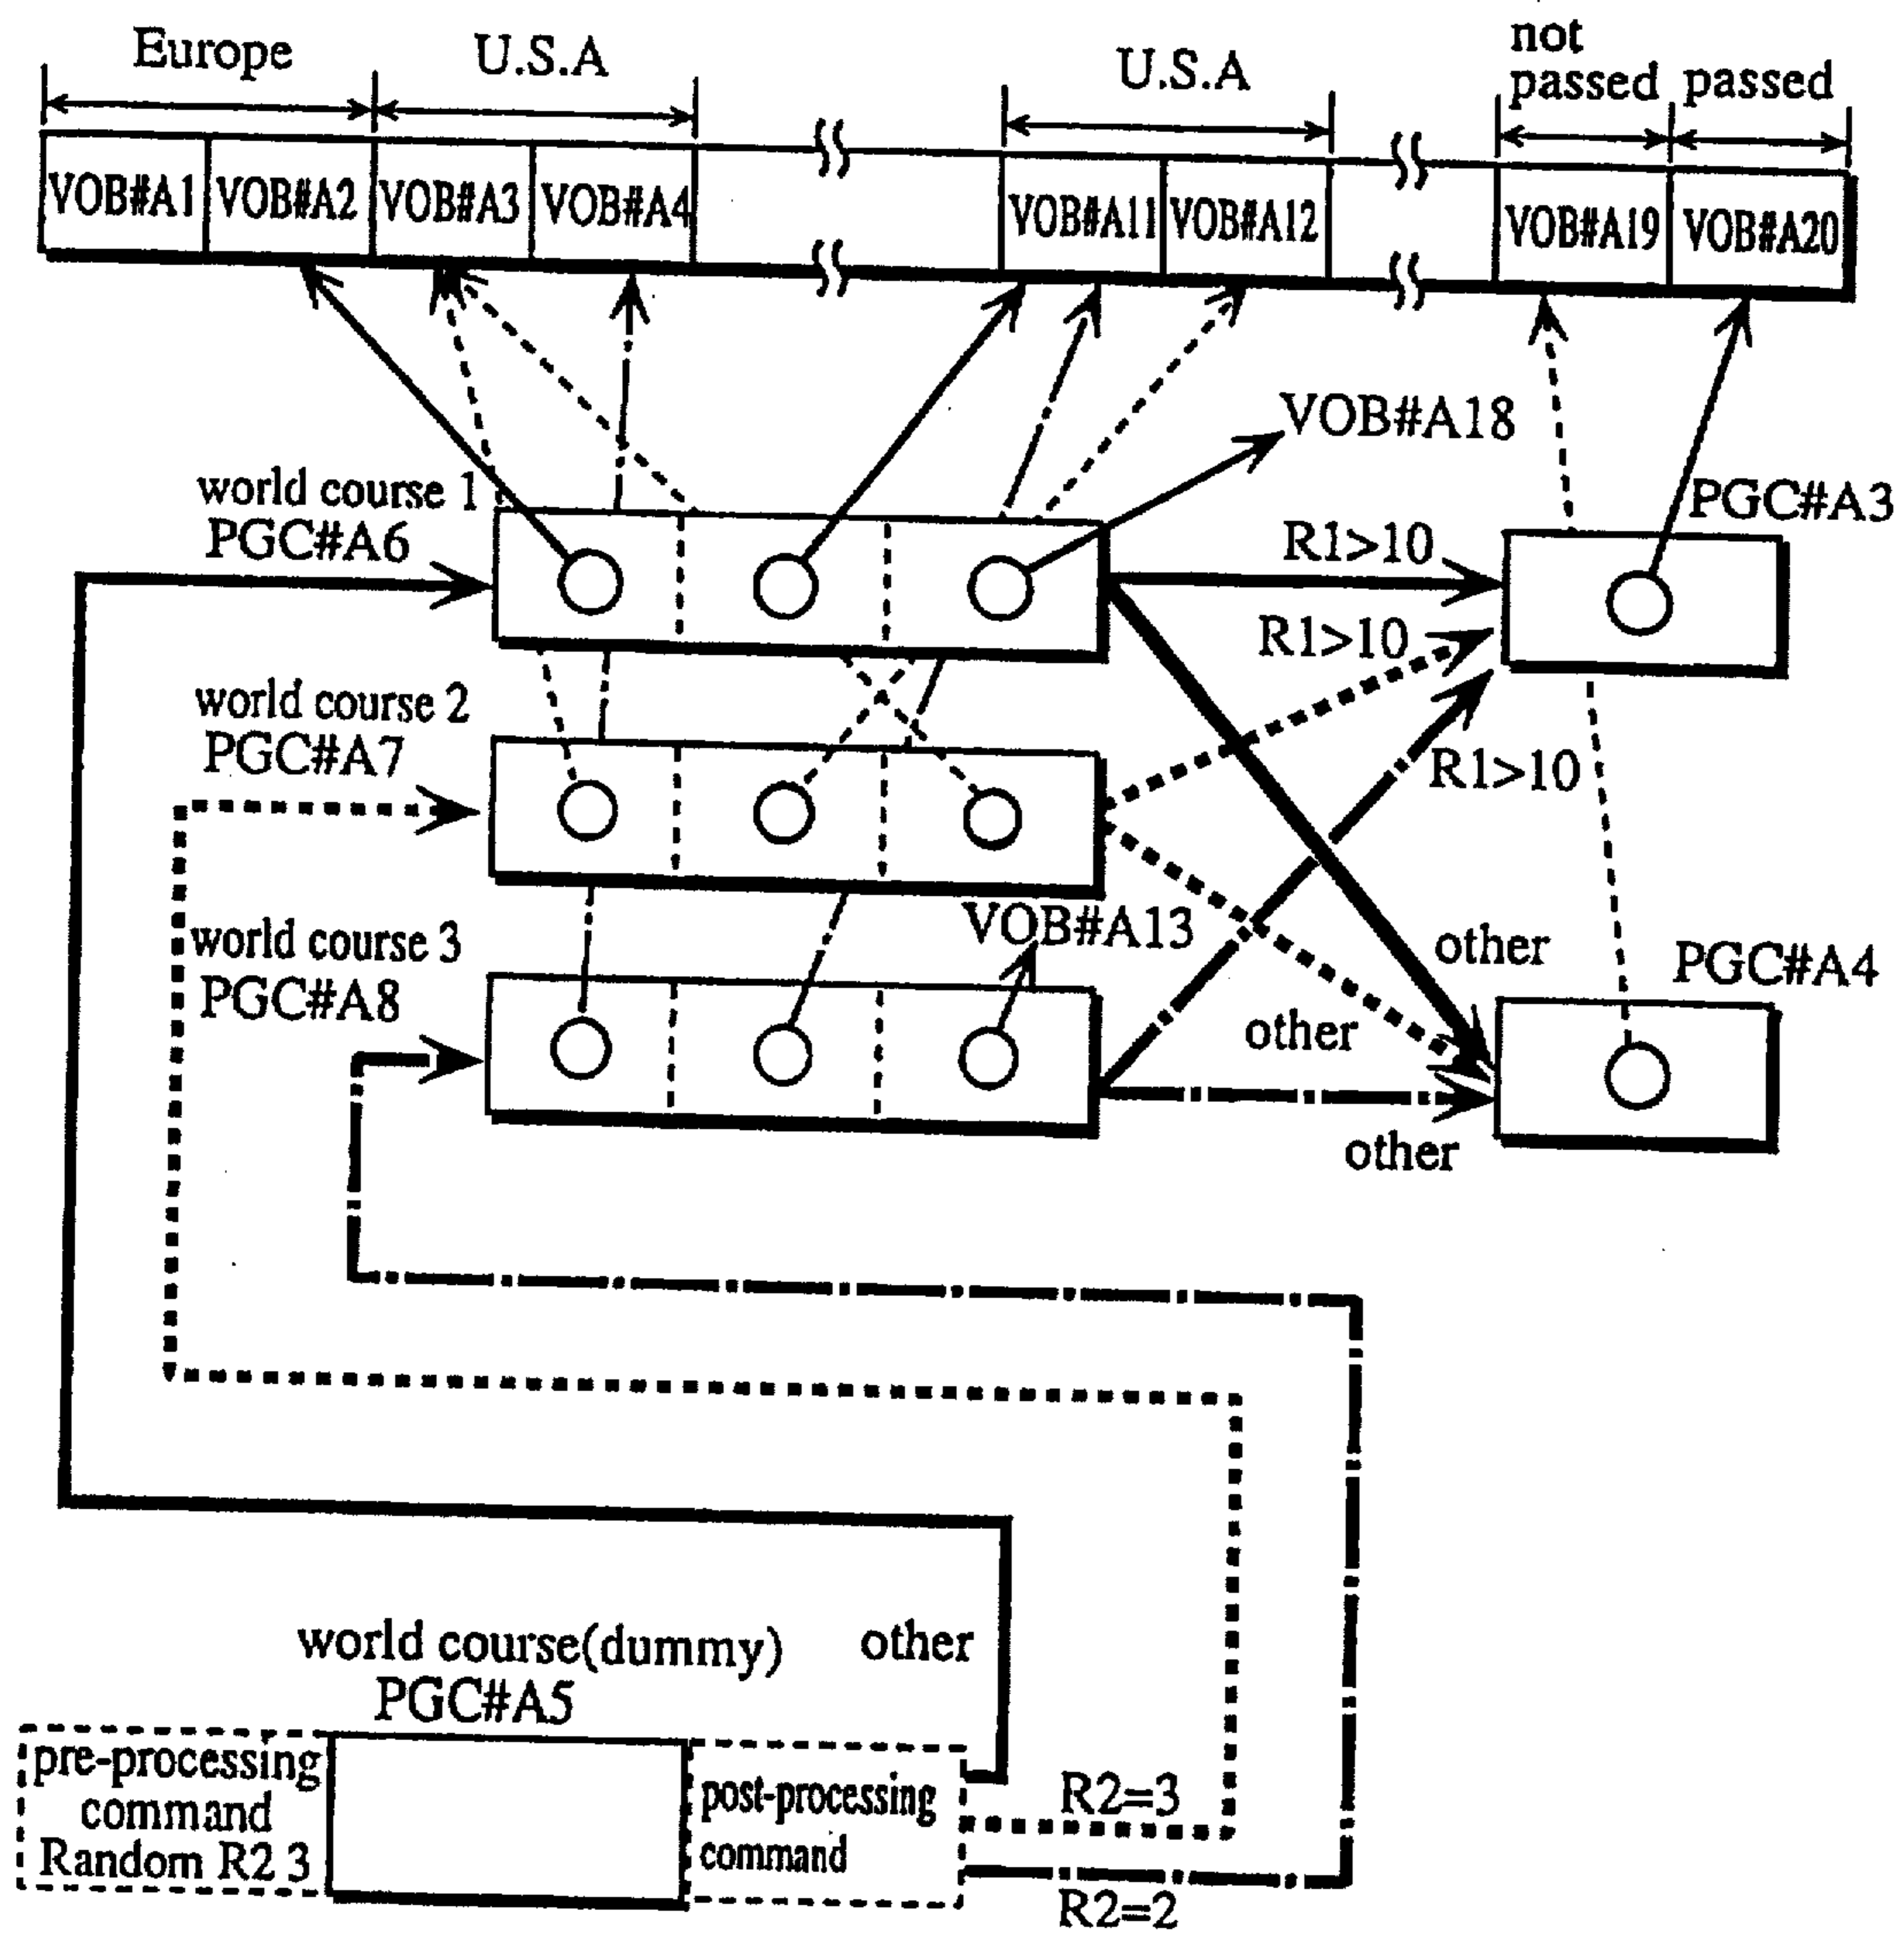 Europe
U.S.A
U.S.A
not
passed
passed
VOB#A1
VOB#A2
VOB#A3
VOB#A4
VOB#A11
VOB#A12
VOB#A19
VOB#A20
VOB#A18
world course 1
PGC#A6
R1>10
PGC#A3
R1>10
world course 2
PGC#A7
R1>10
VOB#A13
world course 3
PGC#A8
other
PGC#A4
other
other
world course(dummy)
other
PGC#A5
pre-processing
command
Random R2 3
post-processing
command
R2=3
R2=2